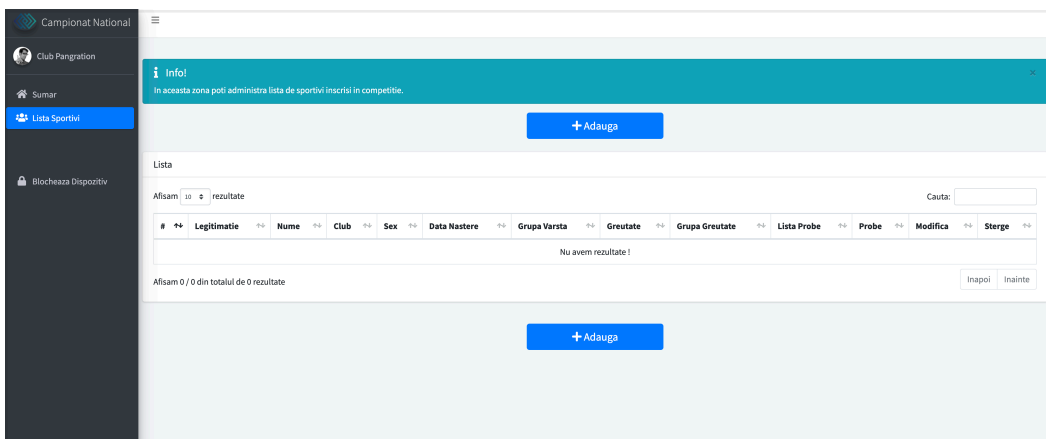 Campionat National
Club Pangration
Sumar
Lista Sportivi
Blocheaza Dispozitiv
Info!
×
In aceasta zona poti administra lista de sportivi inscrisi in competitie.
+ Adauga
Lista
Afisam 10 rezultate
Cauta:
# Legitimatie Nume Club Sex Data Nastere Grupa Varsta Greutate Grupa Greutate Lista Probe Probe Modifica Sterge
Nu avem rezultate !
Afisam 0 / 0 din totalul de 0 rezultate
Inapoi Inainte
+ Adauga